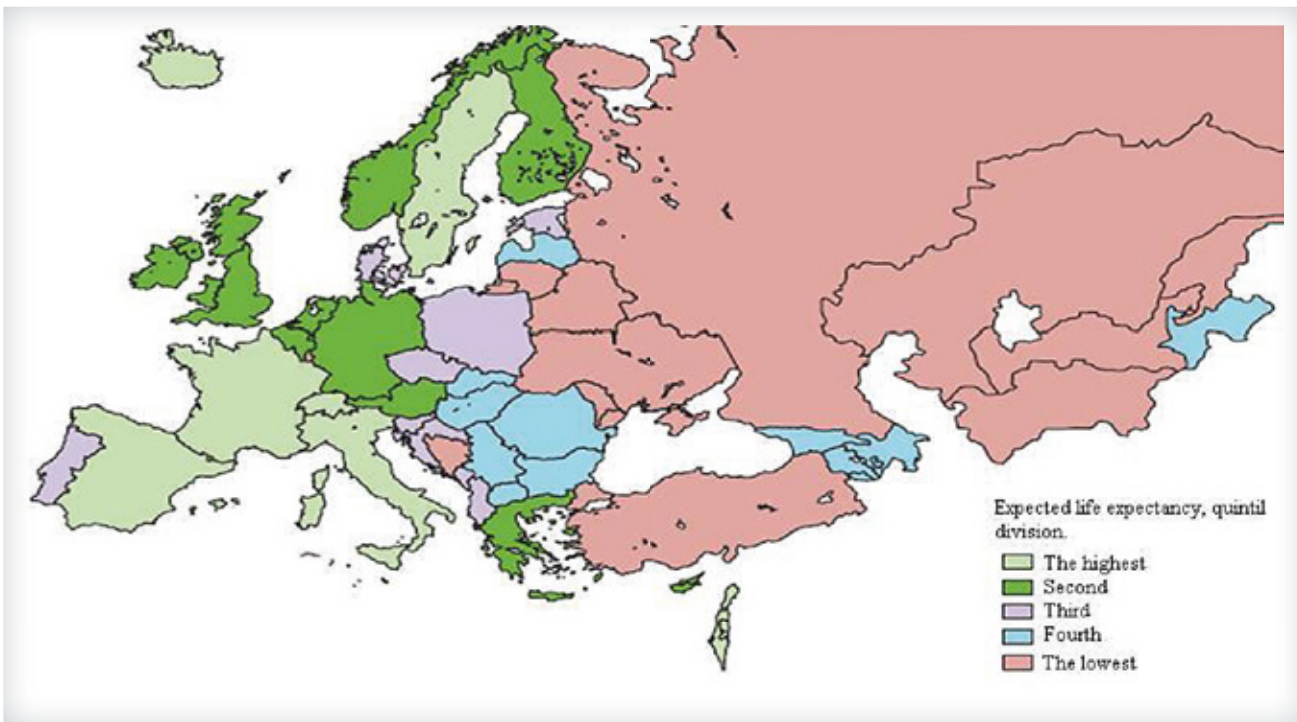 Expected life expectancy, quintil
division.
The highest
Second
Third
Fourth
The lowest